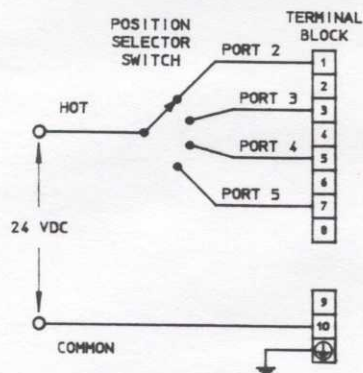 POSITION
SELECTOR
SWITCH
TERMINAL
BLOCK
PORT 2
1
2
HOT
PORT 3
3
4
PORT 4
5
6
PORT 5
7
8
24 VDC
9
10
COMMON